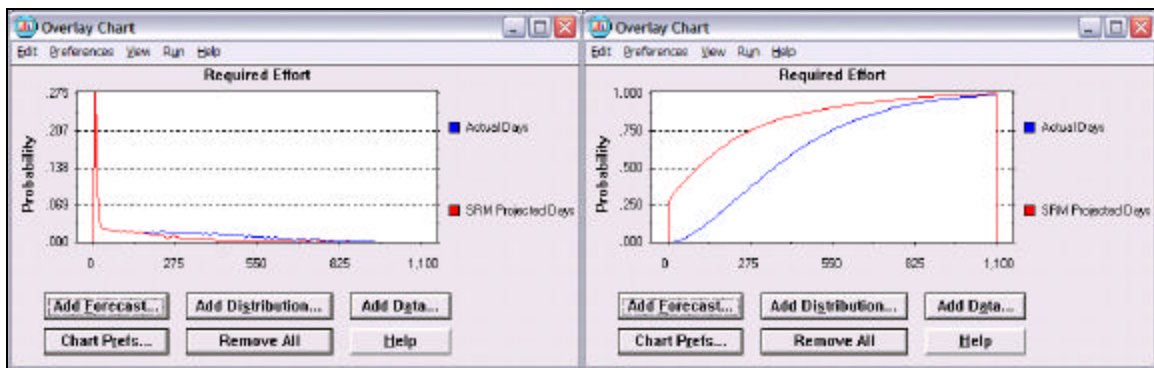 Overlay Chart
Edit Preferences View Run Help
Required Effort
Probability
.275
.207
.138
.069
.000
0 275 550 825 1,100
Actual Days
SRM Projected Days
Add Forecast... Add Distribution... Add Data...
Chart Prefs... Remove All Help
Overlay Chart
Edit Preferences View Run Help
Required Effort
Probability
1.000
.750
.500
.250
.000
0 275 550 825 1,100
Actual Days
SRM Projected Days
Add Forecast... Add Distribution... Add Data...
Chart Prefs... Remove All Help